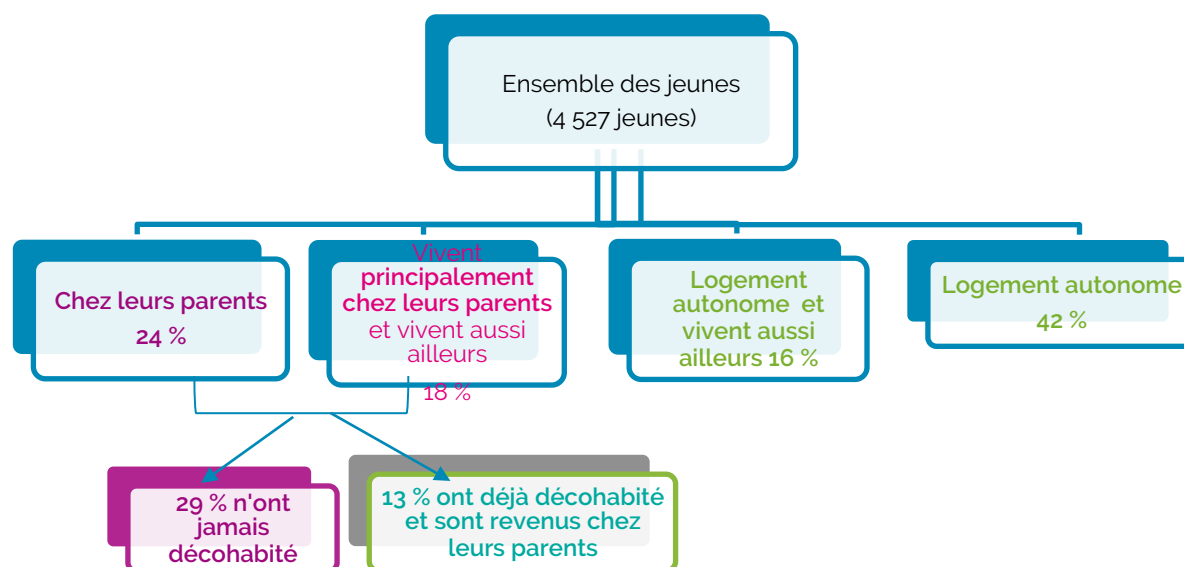 Ensemble des jeunes
(4 527 jeunes)
Chez leurs parents
24 %
Vivent
principalement
chez leurs parents
et vivent aussi
ailleurs
18 %
Logement
autonome et
vivent aussi
ailleurs 16 %
Logement autonome
42 %
29 % n'ont
jamais
décohabité
13 % ont déjà décohabité
et sont revenus chez
leurs parents